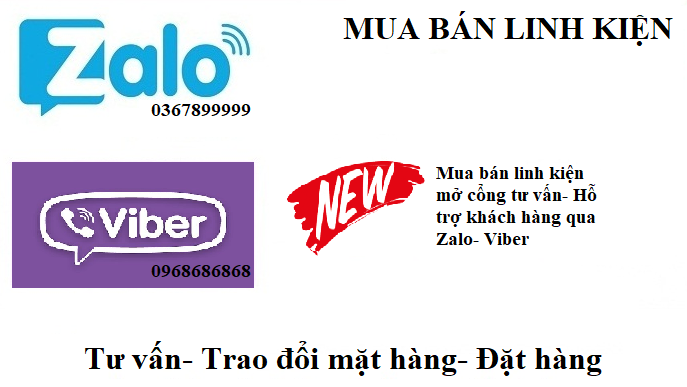 Zalo
0367899999
MUA BÁN LINH KIỆN
Viber
0968686868
NEW
Mua bán linh kiện
mở cổng tư vấn- Hỗ
trợ khách hàng qua
Zalo- Viber
Tư vấn- Trao đổi mặt hàng- Đặt hàng